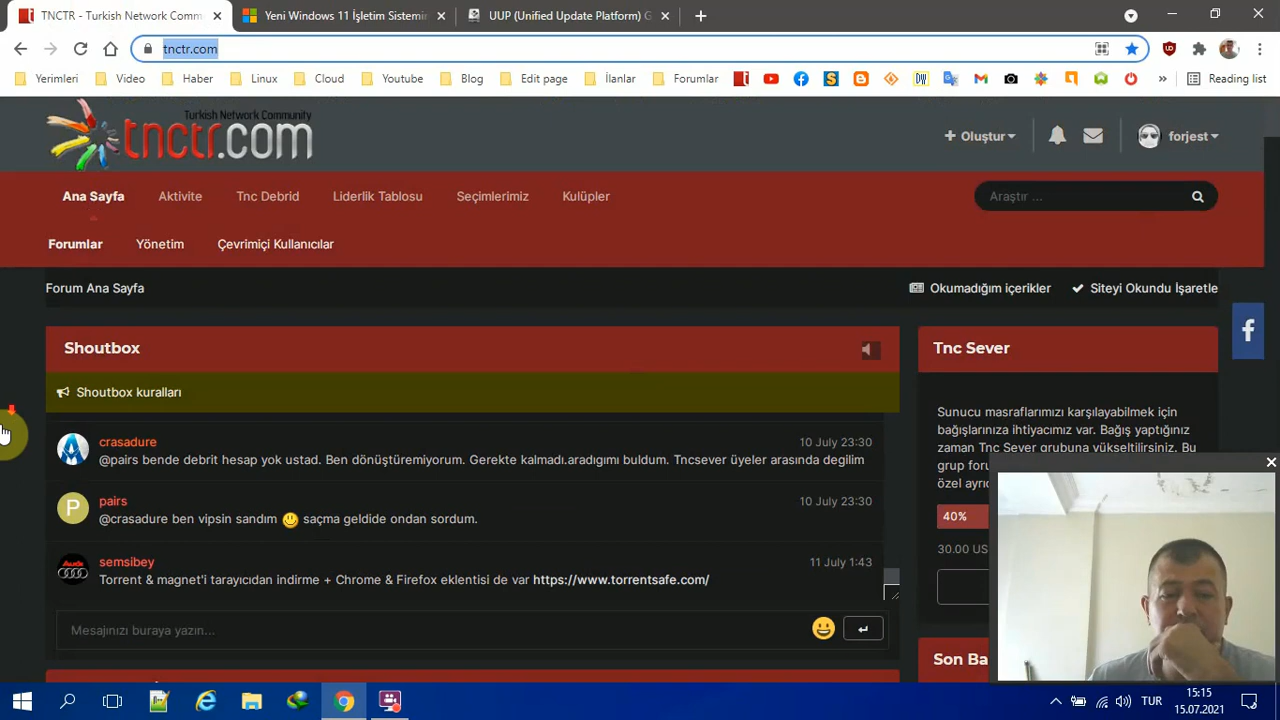 TNCTR - Turkish Network Comm
Yeni Windows 11 İşletim Sistemin
UUP (Unified Update Platform) G
tnctr.com
Yerimleri
Video
Haber
Linux
Cloud
Youtube
Blog
Edit page
İlanlar
Forumlar
Reading list
Turkish Network Community
tnctr.com
+ Oluştur
forjest
Ana Sayfa
Aktivite
Tnc Debrid
Liderlik Tablosu
Seçimlerimiz
Kulüpler
Araştır ...
Forumlar
Yönetim
Çevrimiçi Kullanıcılar
Forum Ana Sayfa
Okumadığım içerikler
Siteyi Okundu İşaretle
Shoutbox
Shoutbox kuralları
crasadure
10 July 23:30
@pairs bende debrit hesap yok ustad. Ben dönüştüremiyorum. Gerekte kalmadı.aradıgımı buldum. Tncsever üyeler arasında degilim
P
pairs
10 July 23:30
@crasadure ben vipsin sandım saçma geldide ondan sordum.
Audi
semsibey
11 July 1:43
Torrent & magnet'i tarayıcıdan indirme + Chrome & Firefox eklentisi de var https://www.torrentsafe.com/
Mesajınızı buraya yazın...
Tnc Sever
Sunucu masraflarımızı karşılayabilmek için
bağışlarınıza ihtiyacımız var. Bağış yaptığınız
zaman Tnc Sever grubuna yükseltilirsiniz. Bu
grup foru
özel ayrıc
40%
30.00 US
Son Ba
TUR
15:15
15.07.2021